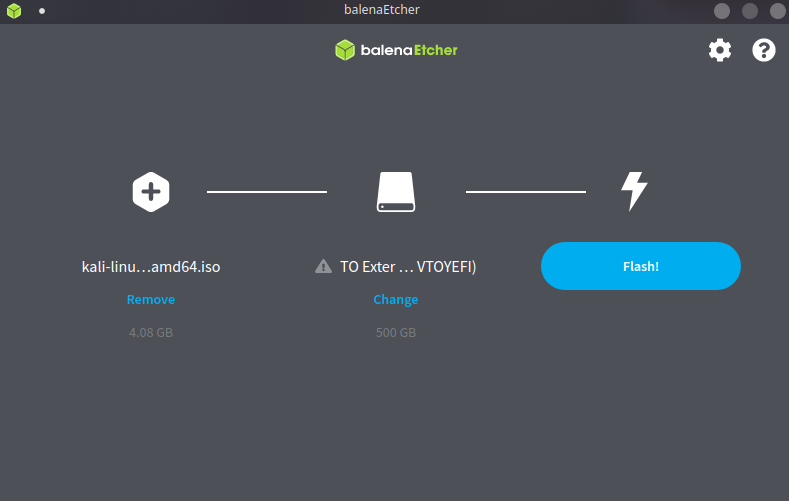 balenaEtcher
balenaEtcher
kali-linu...amd64.iso
TO Exter ... VTOYEFI)
Flash!
Remove
Change
4.08 GB
500 GB